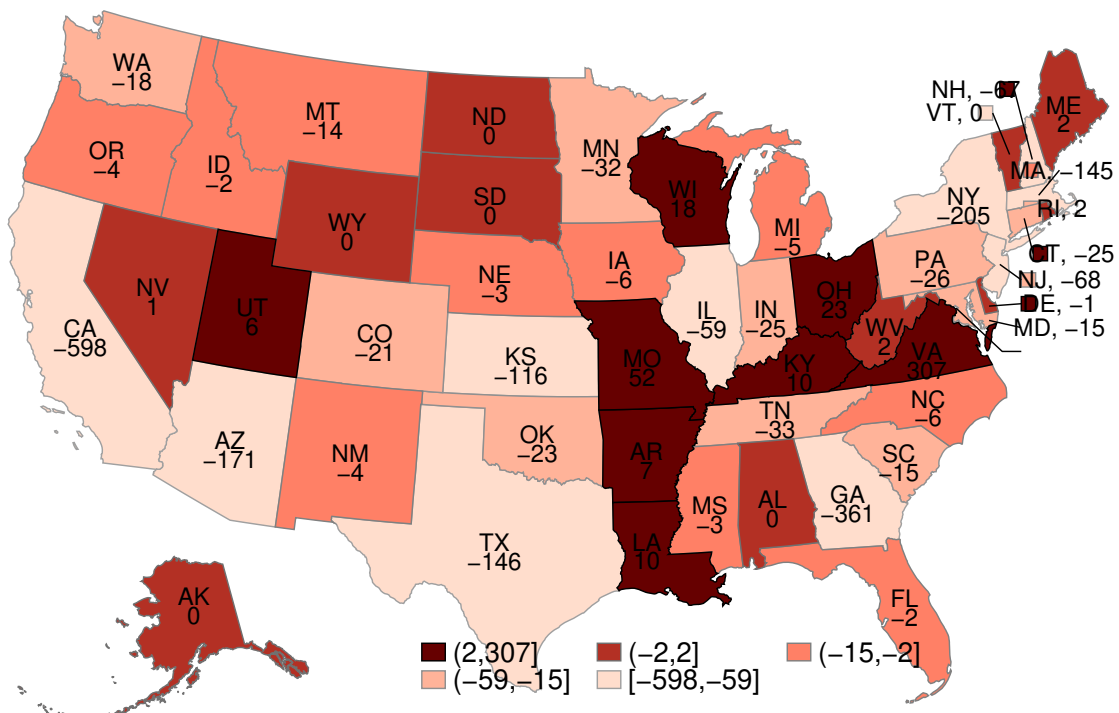 WA
−18
MT
−14
ND
0
MN
−32
NH, −67
VT, 0
ME
2
OR
−4
ID
−2
SD
0
WI
18
MI
−5
NY
−205
MA, −145
RI, 2
WY
0
IA
−6
NE
−3
PA
−26
CT, −25
NJ, −68
DE, −1
MD, −15
NV
1
UT
6
CA
−598
CO
−21
KS
−116
IL
−59
IN
−25
OH
23
WV
2
VA
307
MO
52
KY
10
AZ
−171
NM
−4
OK
−23
AR
7
TN
−33
NC
−6
SC
−15
TX
−146
LA
10
MS
−3
AL
0
GA
−361
FL
−2
AK
0
(2,307]
(−2,2]
(−15,−2]
(−59,−15]
[−598,−59]